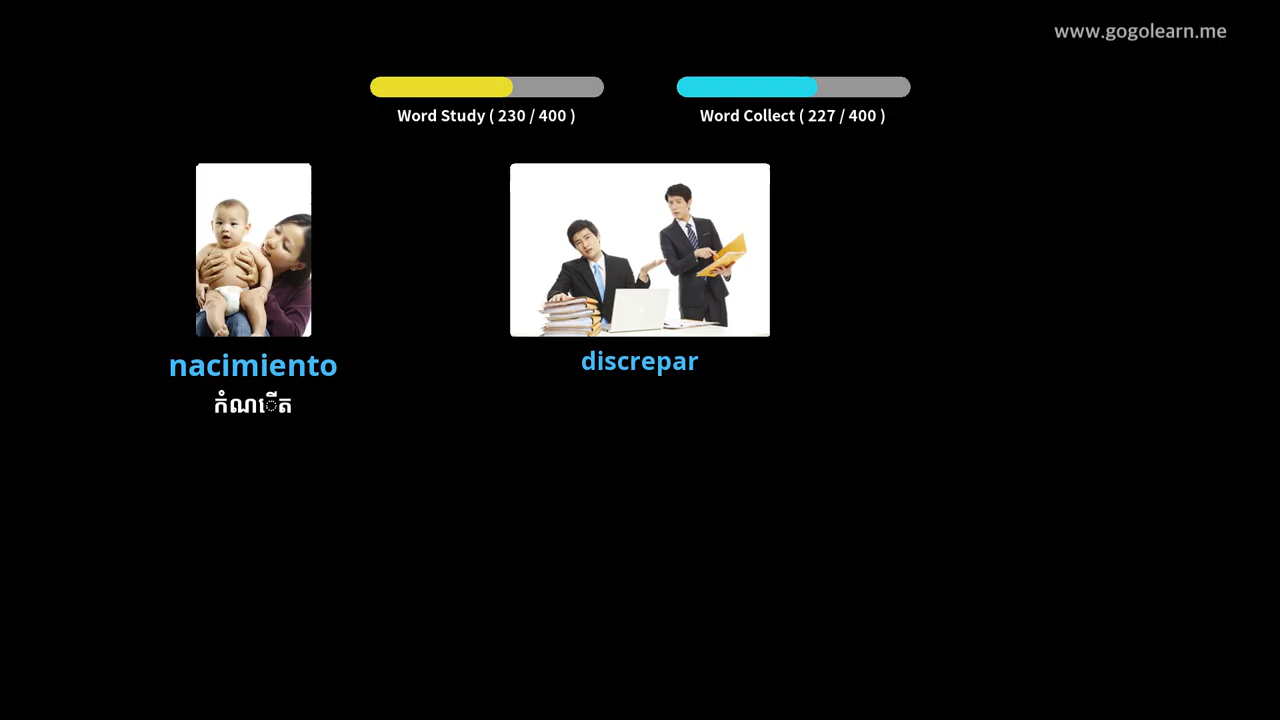 www.gogolearn.me
Word Study ( 230 / 400 )
Word Collect ( 227 / 400 )
nacimiento
កំណើត
discrepar